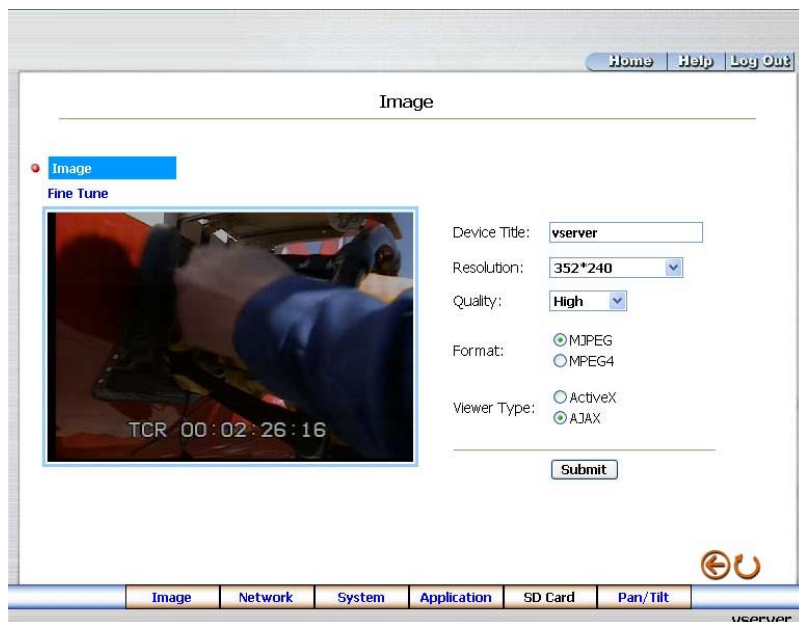 Home Help Log Out
Image
Image
Fine Tune
Device Title: vserver
Resolution: 352*240
Quality: High
Format: MJPEG
MPEG4
Viewer Type: ActiveX
AJAX
TCR 00:02:26:16
Submit
Image Network System Application SD Card Pan/Tilt
vserver